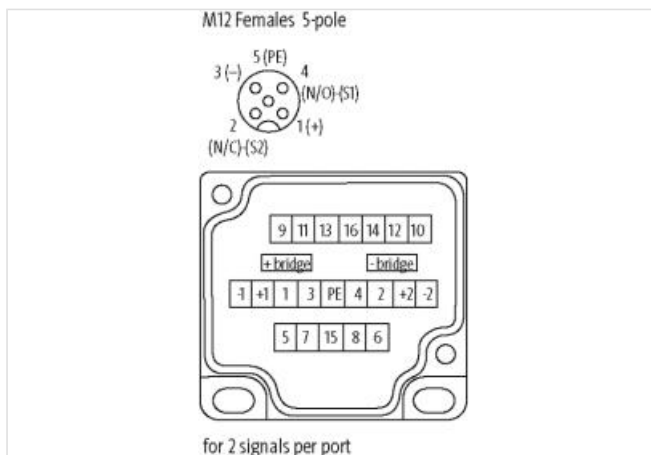 M12 Females 5-pole
5 (PE)
3 (–) 4
(N/O)-(S1)
2 1 (+)
(N/C)-(S2)
9 11 13 16 14 12 10
+ bridge - bridge
-1 +1 1 3 PE 4 2 +2 -2
5 7 15 8 6
for 2 signals per port